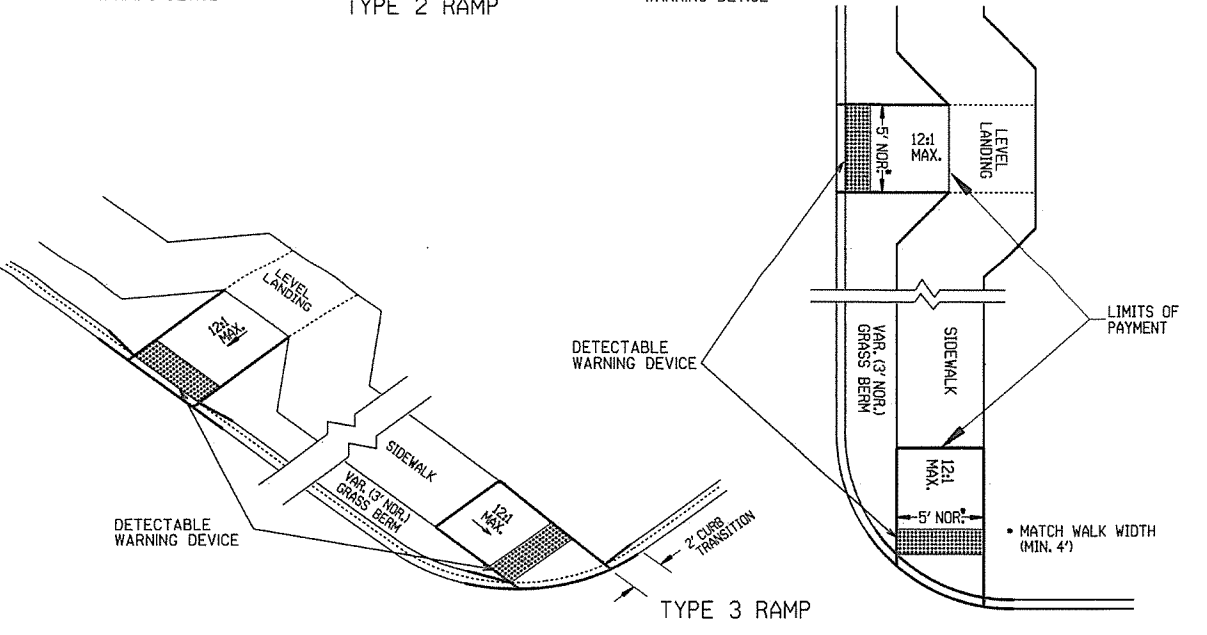 TYPE 2 RAMP
WARNING DEVICE
LEVEL
LANDING
12:1
MAX.
5' NOR.*
12:1
MAX.
LEVEL
LANDING
DETECTABLE
WARNING DEVICE
VAR. (3' NOR.)
GRASS BERM
SIDEWALK
LIMITS OF
PAYMENT
SIDEWALK
VAR. (3' NOR.)
GRASS BERM
12:1
MAX.
12:1
MAX.
5' NOR.*
DETECTABLE
WARNING DEVICE
2' CURB
TRANSITION
* MATCH WALK WIDTH
(MIN. 4')
TYPE 3 RAMP